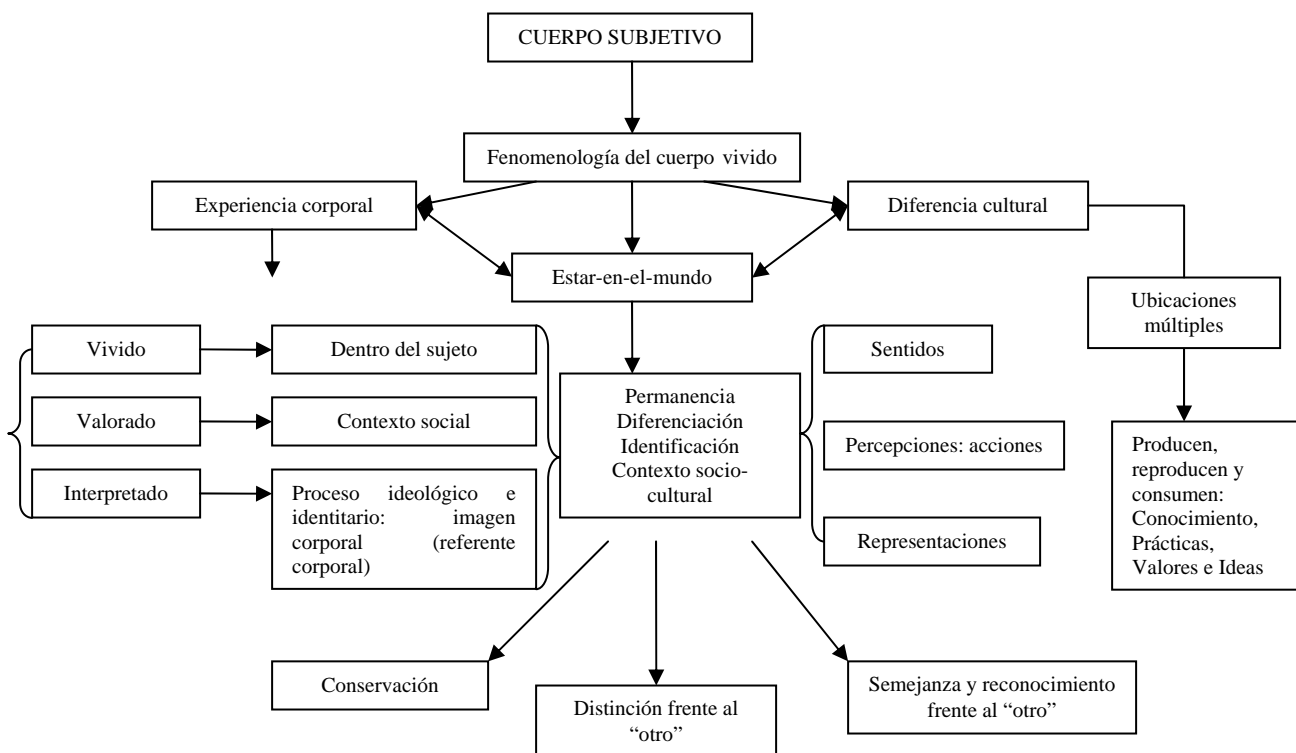 CUERPO SUBJETIVO
Fenomenología del cuerpo vivido
Experiencia corporal
Diferencia cultural
Estar-en-el-mundo
Ubicaciones
múltiples
Vivido
Dentro del sujeto
Sentidos
Permanencia
Diferenciación
Identificación
Contexto socio-
cultural
Valorado
Contexto social
Percepciones: acciones
Producen,
reproducen y
consumen:
Conocimiento,
Prácticas,
Valores e Ideas
Interpretado
Proceso ideológico e
identitario: imagen
corporal (referente
corporal)
Representaciones
Conservación
Distinción frente al
“otro”
Semejanza y reconocimiento
frente al “otro”